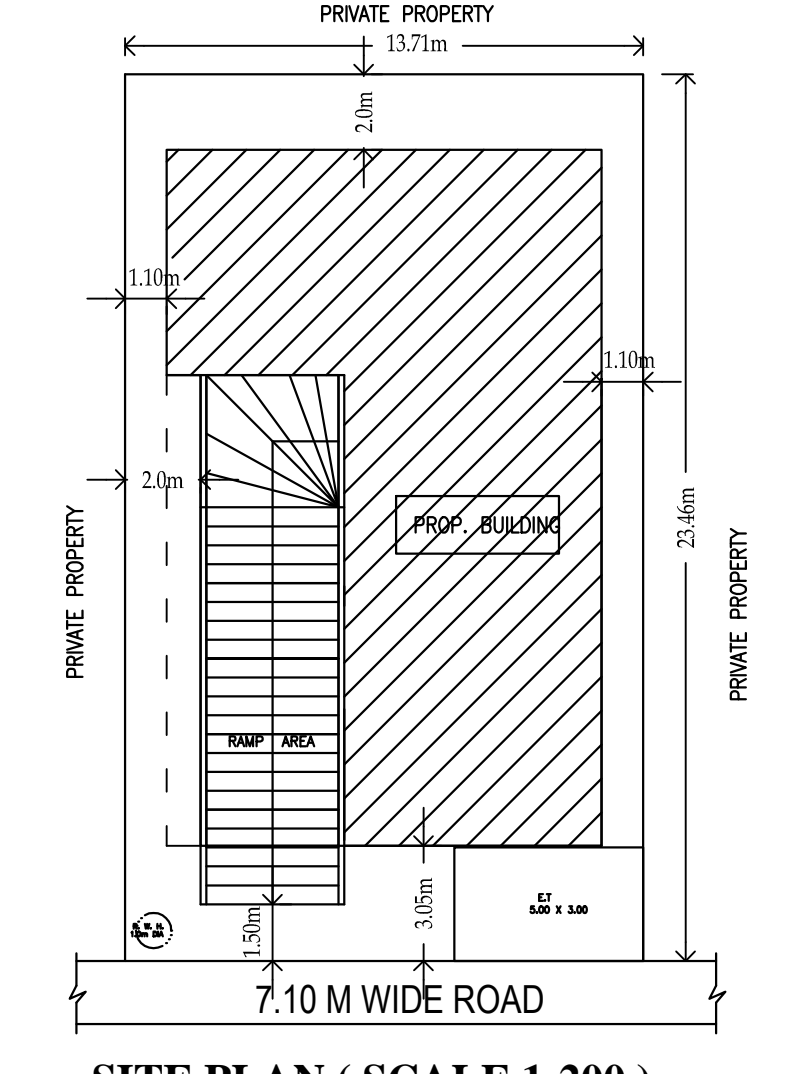 PRIVATE PROPERTY
13.71m
2.0m
1.10m
1.10m
2.0m
23.46m
PROP. BUILDING
PRIVATE PROPERTY
PRIVATE PROPERTY
RAMP AREA
3.05m
E.T
5.00 X 3.00
1.50m
R. W. H.
DIA
7.10 M WIDE ROAD
SITE PLAN ( SCALE 1:200 )